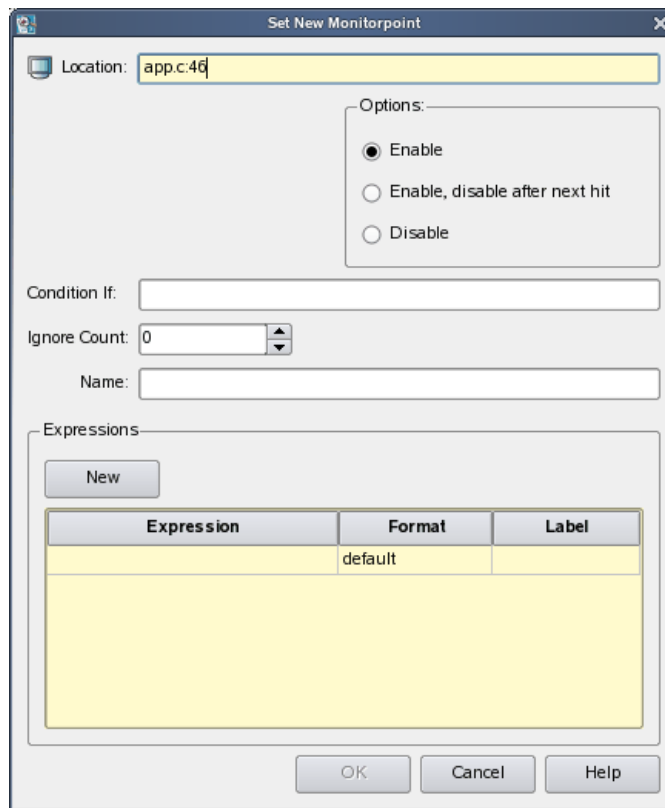 Set New Monitorpoint
Location: app.c:46
Options:
Enable
Enable, disable after next hit
Disable
Condition If:
Ignore Count: 0
Name:
Expressions
New
Expression Format Label
default
OK Cancel Help